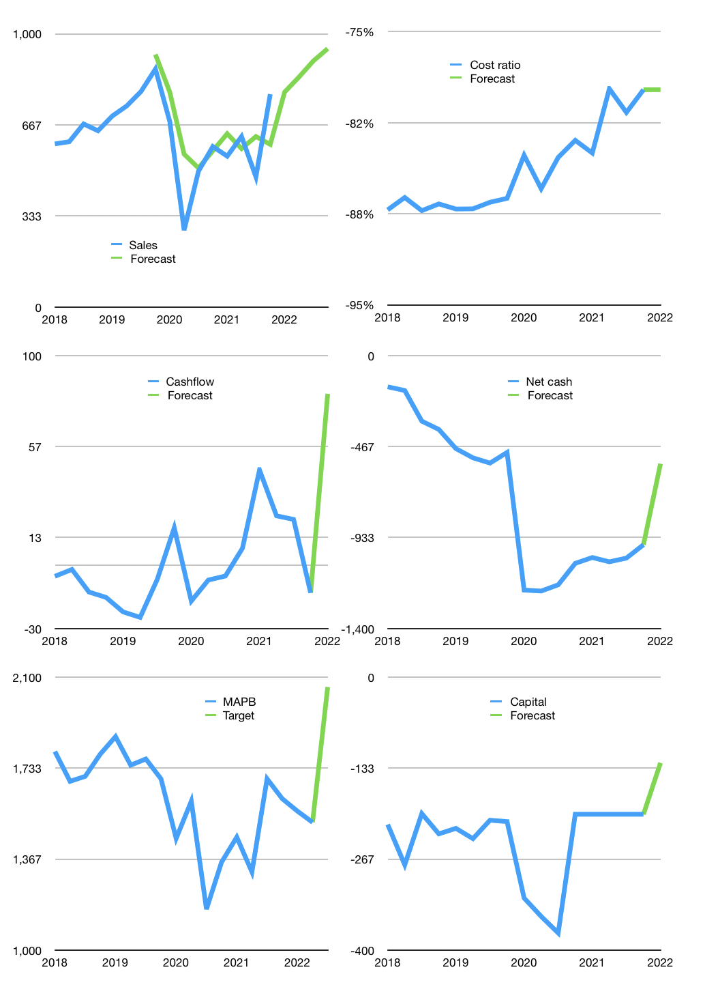 1,000
667
333
0
Sales
Forecast
2018 2019 2020 2021 2022
-75%
-82%
-88%
-95%
Cost ratio
Forecast
2018 2019 2020 2021 2022
100
57
13
-30
Cashflow
Forecast
2018 2019 2020 2021 2022
0
-467
-933
-1,400
Net cash
Forecast
2018 2019 2020 2021 2022
2,100
1,733
1,367
1,000
MAPB
Target
2018 2019 2020 2021 2022
0
-133
-267
-400
Capital
Forecast
2018 2019 2020 2021 2022